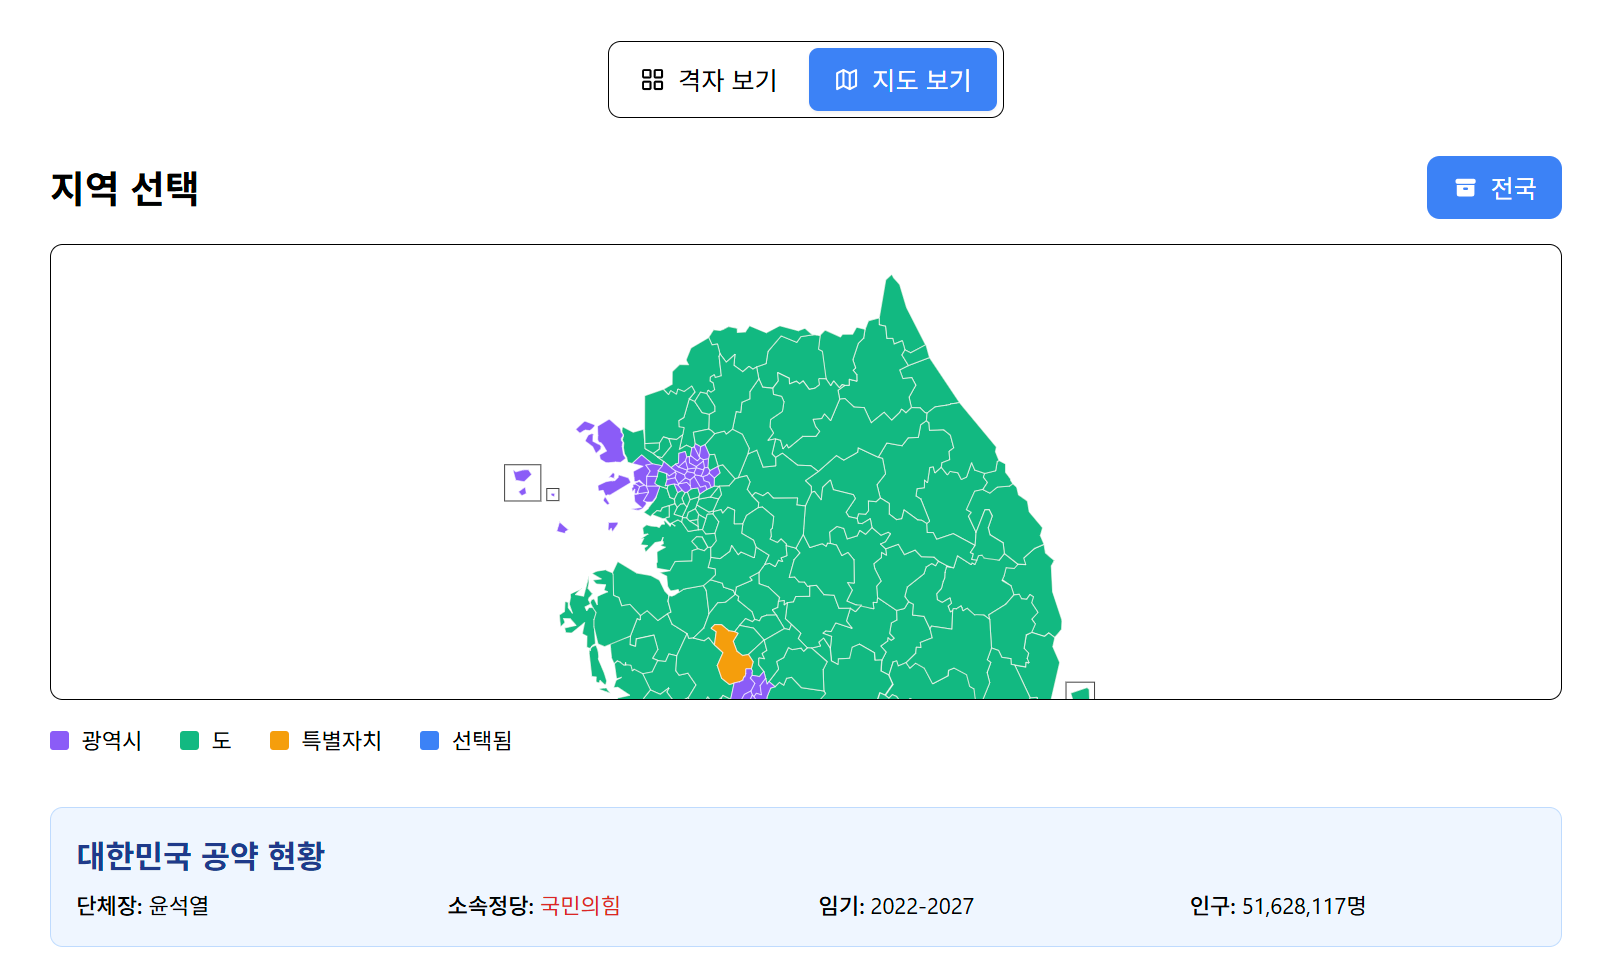 격자 보기
지도 보기
지역 선택
전국
광역시
도
특별자치
선택됨
대한민국 공약 현황
단체장: 윤석열
소속정당: 국민의힘
임기: 2022-2027
인구: 51,628,117명